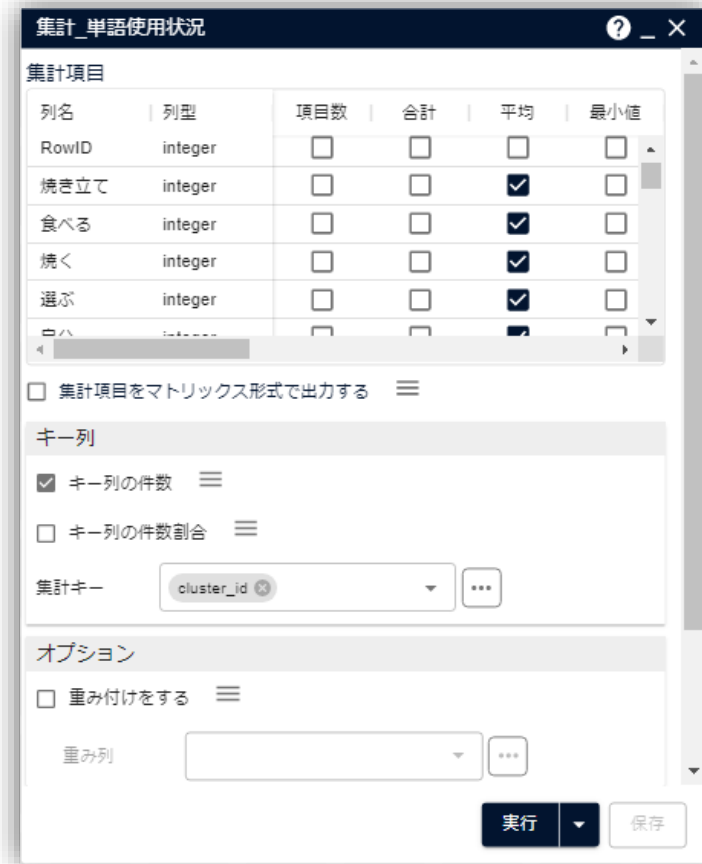 集計_単語使用状況
集計項目
列名 列型 項目数 合計 平均 最小値
RowID integer
焼き立て integer
食べる integer
焼く integer
選ぶ integer
集計項目をマトリックス形式で出力する
キー列
キー列の件数
キー列の件数割合
集計キー cluster_id
オプション
重み付けをする
重み列
実行 保存